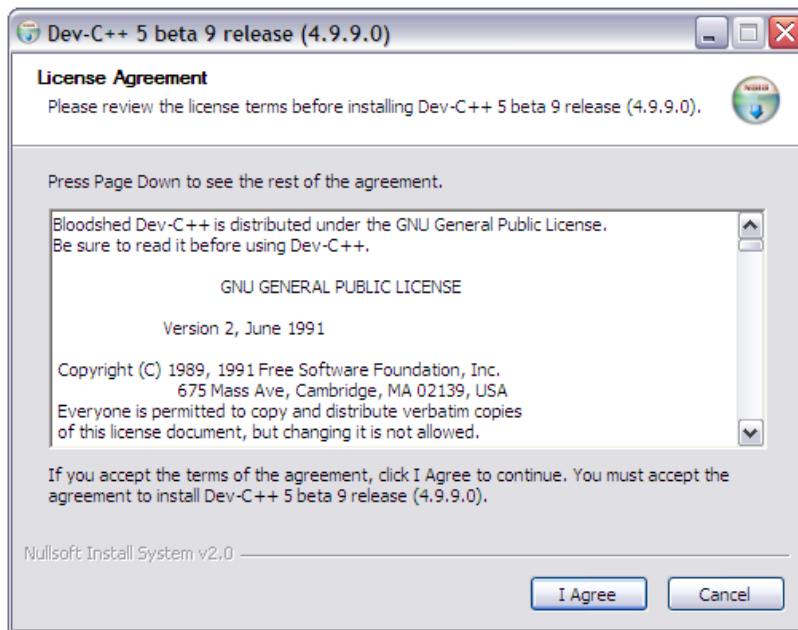 Dev-C++ 5 beta 9 release (4.9.9.0)
License Agreement
Please review the license terms before installing Dev-C++ 5 beta 9 release (4.9.9.0).
Press Page Down to see the rest of the agreement.
Bloodshed Dev-C++ is distributed under the GNU General Public License.
Be sure to read it before using Dev-C++.
GNU GENERAL PUBLIC LICENSE
Version 2, June 1991
Copyright (C) 1989, 1991 Free Software Foundation, Inc.
675 Mass Ave, Cambridge, MA 02139, USA
Everyone is permitted to copy and distribute verbatim copies
of this license document, but changing it is not allowed.
If you accept the terms of the agreement, click I Agree to continue. You must accept the
agreement to install Dev-C++ 5 beta 9 release (4.9.9.0).
Nullsoft Install System v2.0
I Agree
Cancel